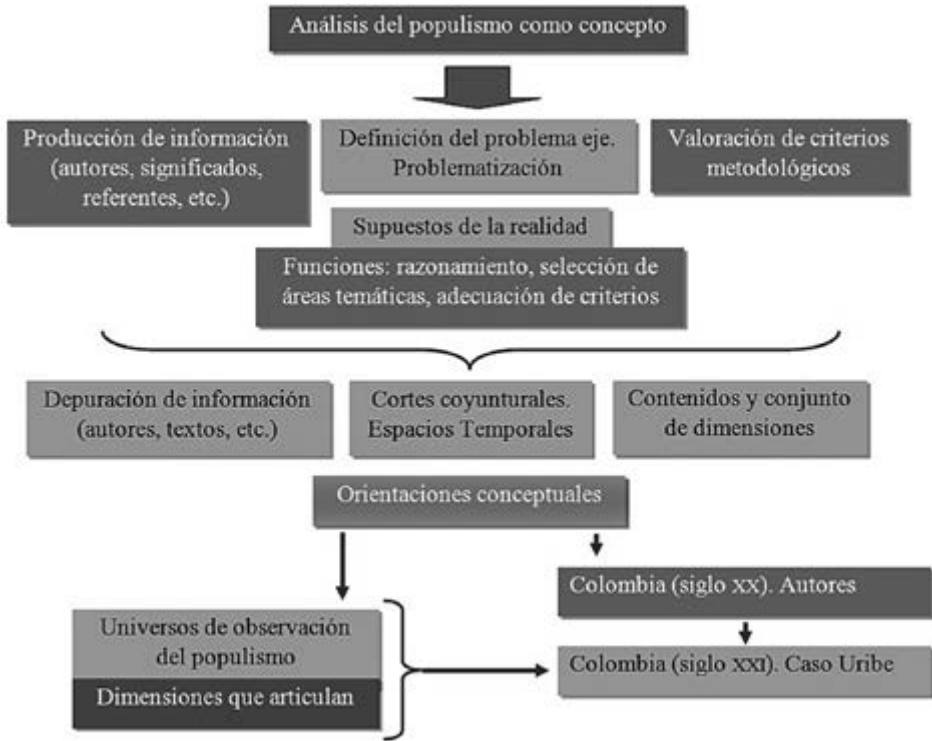 Análisis del populismo como concepto
Producción de información
(autores, significados,
referentes, etc.)
Definición del problema eje.
Problematización
Valoración de criterios
metodológicos
Supuestos de la realidad
Funciones: razonamiento, selección de
áreas temáticas, adecuación de criterios
Depuración de información
(autores, textos, etc.)
Cortes coyunturales.
Espacios Temporales
Contenidos y conjunto
de dimensiones
Orientaciones conceptuales
Colombia (siglo XX). Autores
Universos de observación
del populismo
Colombia (siglo XXI). Caso Uribe
Dimensiones que articulan